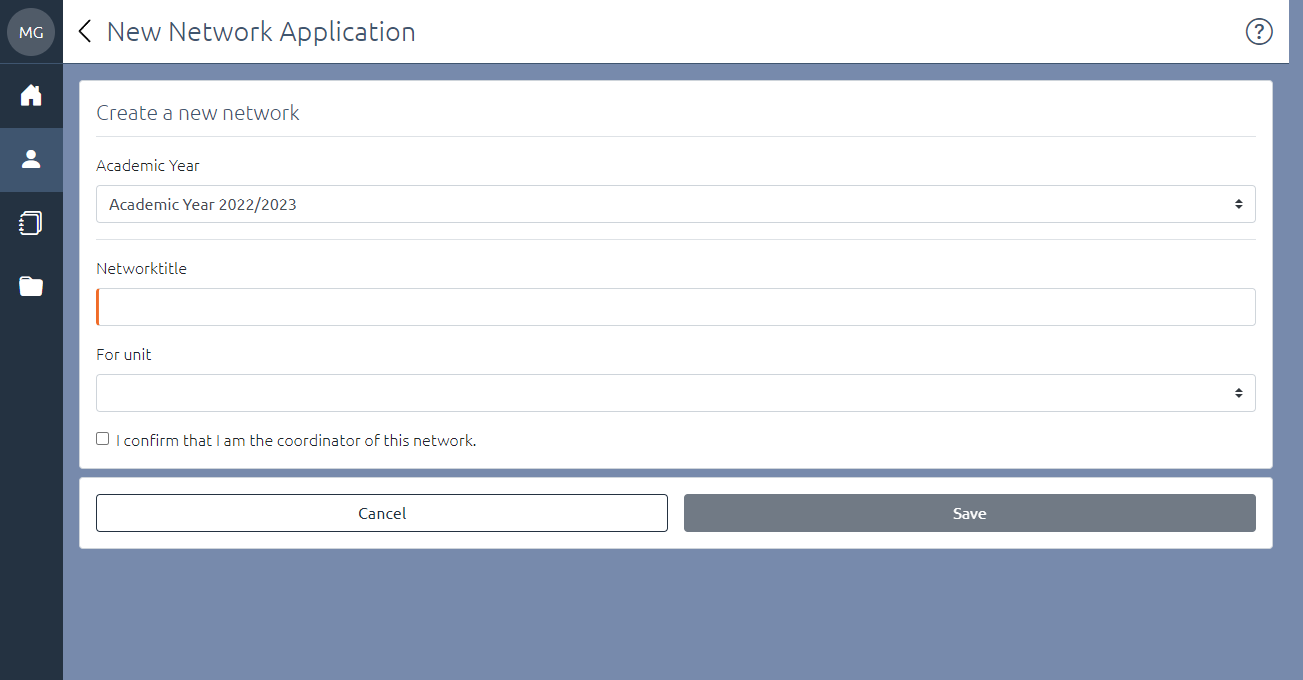 MG
New Network Application
?
Create a new network
Academic Year
Academic Year 2022/2023
Networktitle
For unit
I confirm that I am the coordinator of this network.
Cancel
Save